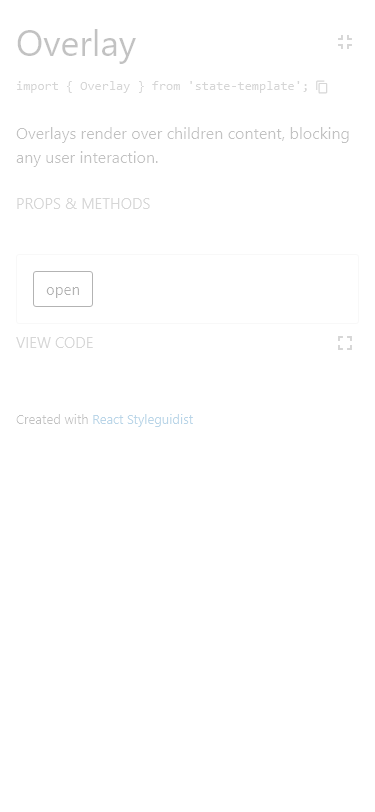 Overlay
import { Overlay } from 'state-template';
Overlays render over children content, blocking
any user interaction.
PROPS & METHODS
open
VIEW CODE
Created with React Styleguidist